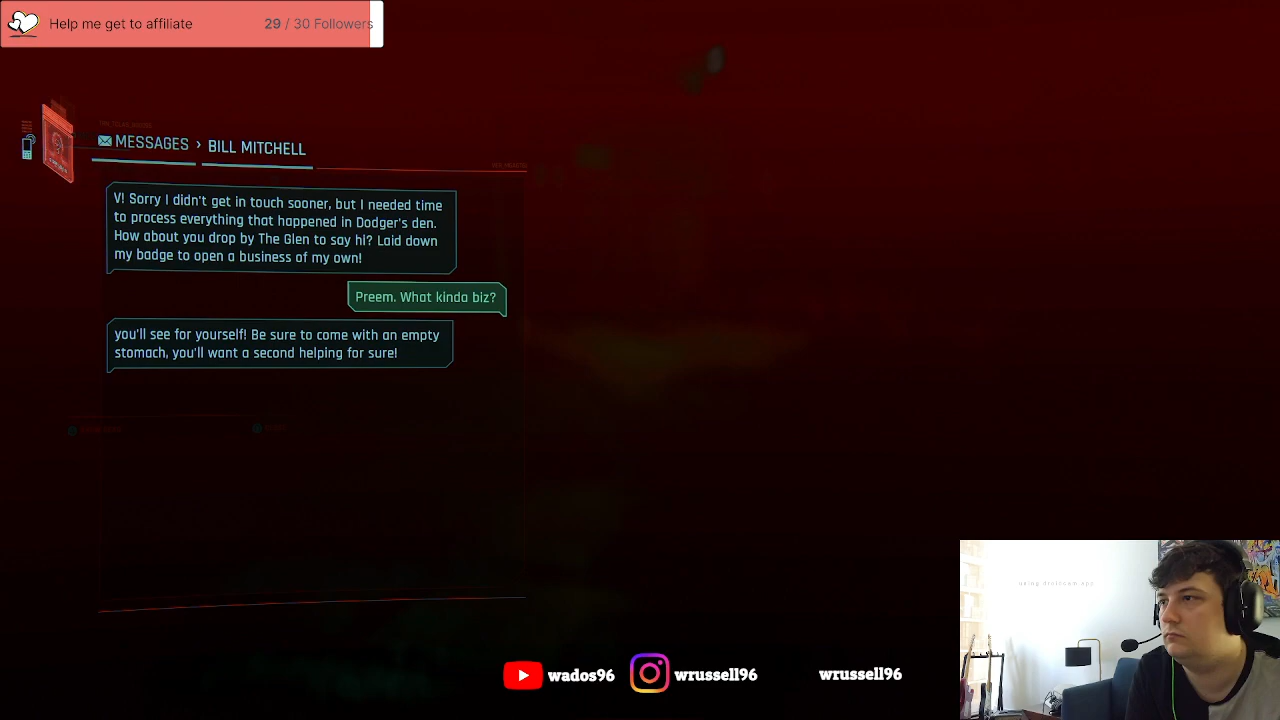 Help me get to affiliate
29 / 30 Followers
MESSAGES › BILL MITCHELL
V! Sorry I didn't get in touch sooner, but I needed time
to process everything that happened in Dodger's den.
How about you drop by The Glen to say hi? Laid down
my badge to open a business of my own!
Preem. What kinda biz?
you'll see for yourself! Be sure to come with an empty
stomach, you'll want a second helping for sure!
using droidcam app
wados96
wrussell96
wrussell96